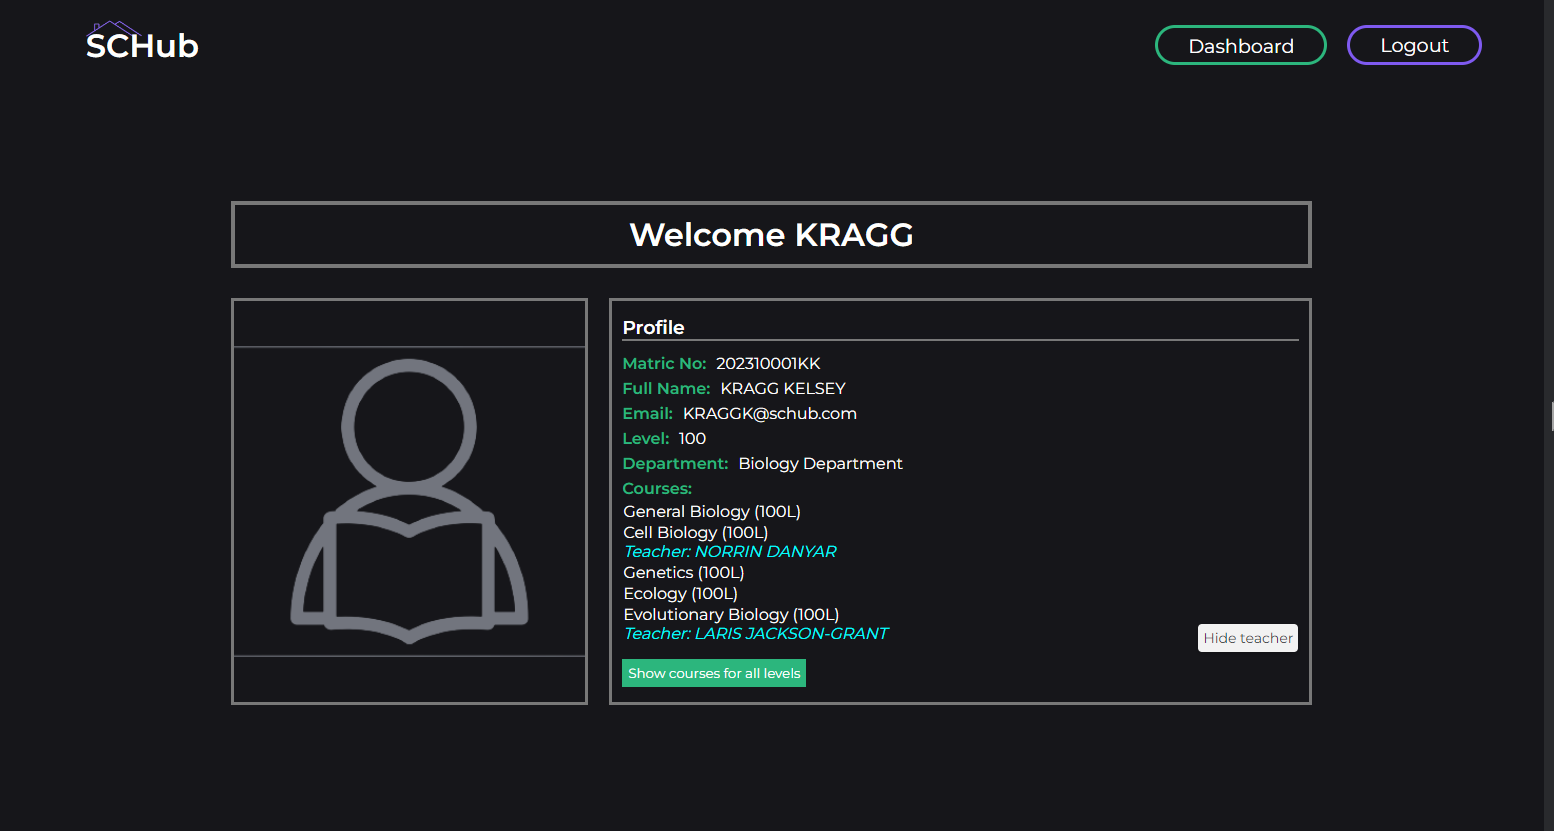 SCHub
Dashboard
Logout
Welcome KRAGG
Profile
Matric No: 202310001KK
Full Name: KRAGG KELSEY
Email: KRAGGK@schub.com
Level: 100
Department: Biology Department
Courses:
General Biology (100L)
Cell Biology (100L)
Teacher: NORRIN DANYAR
Genetics (100L)
Ecology (100L)
Evolutionary Biology (100L)
Teacher: LARIS JACKSON-GRANT
Hide teacher
Show courses for all levels